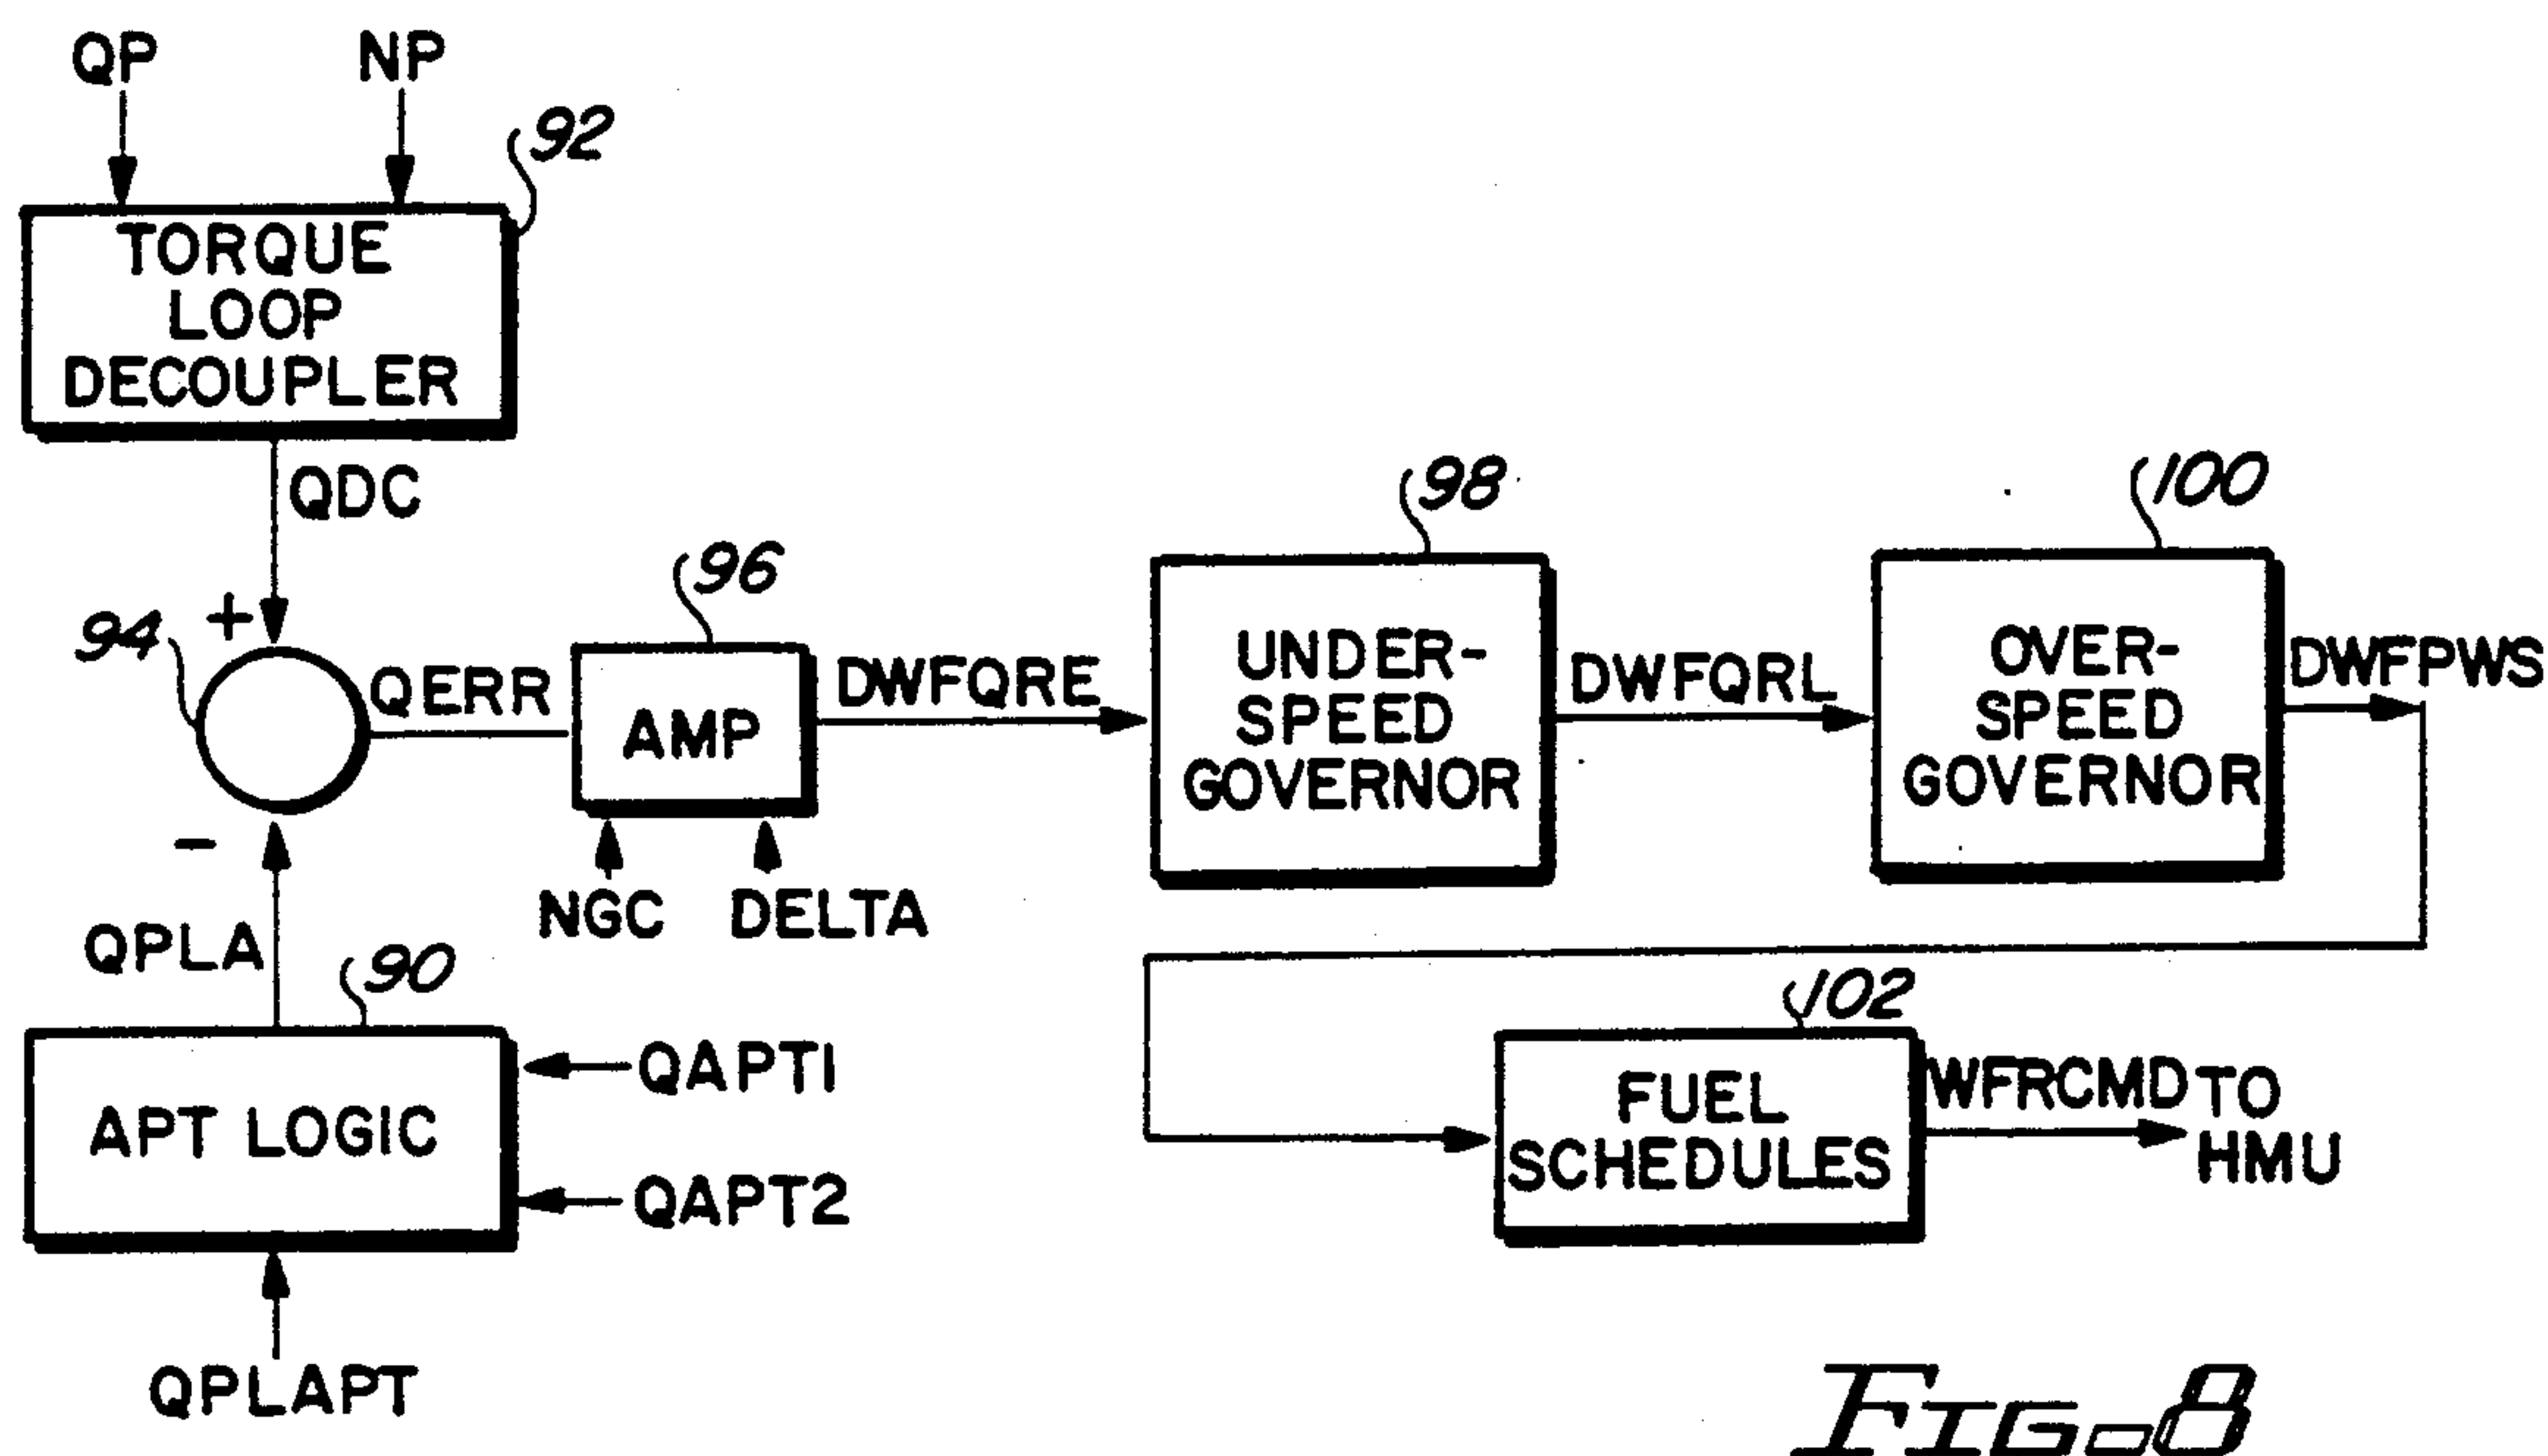 QP
NP
92
TORQUE
LOOP
DECOUPLER
QDC
98
100
96
94
+
QERR
AMP
DWFQRE
UNDER-
SPEED
GOVERNOR
DWFQRL
OVER-
SPEED
GOVERNOR
DWFPWS
-
NGC
DELTA
QPLA
90
102
APT LOGIC
QAPT1
QAPT2
FUEL
SCHEDULES
WFRCMD
TO
HMU
QPLAPT
FIG-8